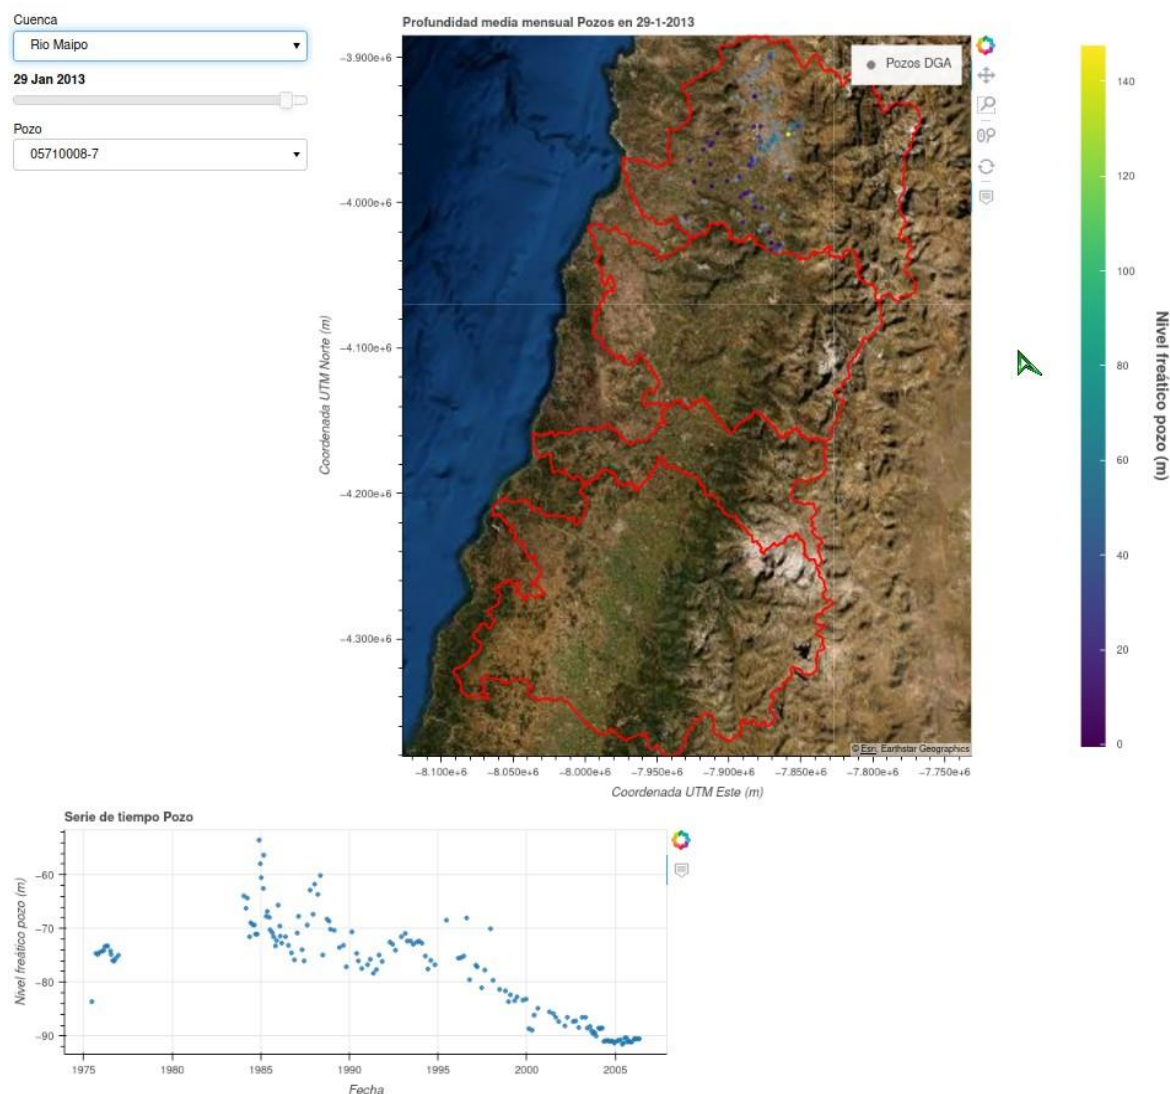 Cuenca
Rio Maipo
29 Jan 2013
Pozo
05710008-7
Profundidad media mensual Pozos en 29-1-2013
Pozos DGA
−3.900e+6
−4.000e+6
−4.100e+6
−4.200e+6
−4.300e+6
Coordenada UTM Norte (m)
© Esri, Earthstar Geographics
−8.100e+6 −8.050e+6 −8.000e+6 −7.950e+6 −7.900e+6 −7.850e+6 −7.800e+6 −7.750e+6
Coordenada UTM Este (m)
140
120
100
80
60
40
20
0
Nivel freático pozo (m)
Serie de tiempo Pozo
−60
−70
−80
−90
Nivel freático pozo (m)
1975 1980 1985 1990 1995 2000 2005
Fecha